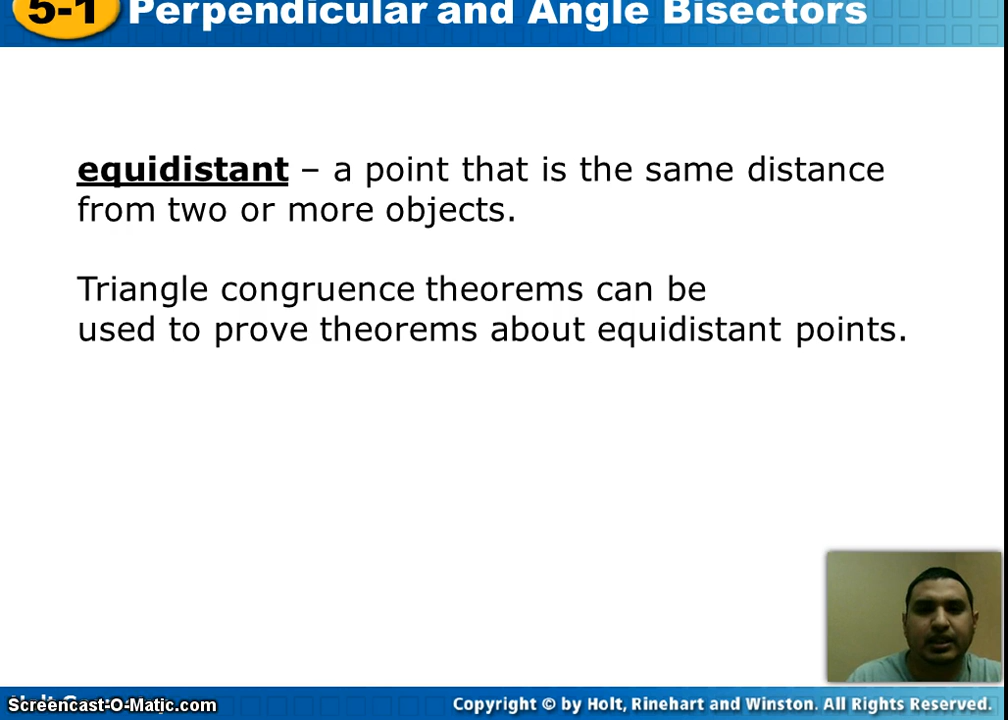 5-1 Perpendicular and Angle Bisectors
equidistant – a point that is the same distance
from two or more objects.
Triangle congruence theorems can be
used to prove theorems about equidistant points.
Screencast-O-Matic.com
Copyright © by Holt, Rinehart and Winston. All Rights Reserved.